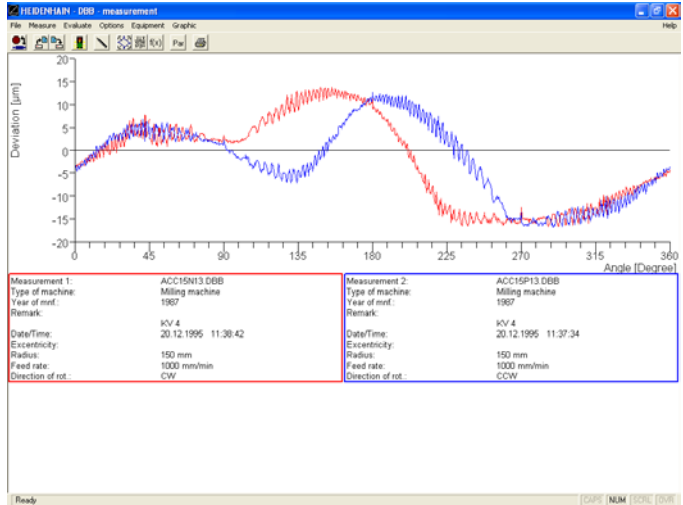 HEIDENHAIN - DBB - measurement
File Measure Evaluate Options Equipment Graphic Help
f(x) Par
Deviation [µm]
20
15
10
5
0
-5
-10
-15
-20
0 45 90 135 180 225 270 315 360
Angle [Degree]
Measurement 1: ACC15N13.DBB
Type of machine: Milling machine
Year of mnf.: 1987
Remark:
KV 4
Date/Time: 20.12.1995 11:38:42
Excentricity:
Radius: 150 mm
Feed rate: 1000 mm/min
Direction of rot.: CW
Measurement 2: ACC15P13.DBB
Type of machine: Milling machine
Year of mnf.: 1987
Remark:
KV 4
Date/Time: 20.12.1995 11:37:34
Excentricity:
Radius: 150 mm
Feed rate: 1000 mm/min
Direction of rot.: CCW
Ready CAPS NUM SCRL OVR